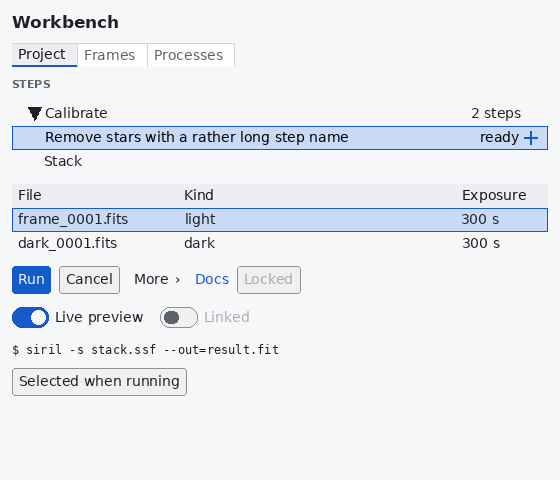 Workbench
Project Frames Processes
STEPS
Calibrate 2 steps
Remove stars with a rather long step name ready +
Stack
File Kind Exposure
frame_0001.fits light 300 s
dark_0001.fits dark 300 s
Run Cancel More › Docs Locked
Live preview Linked
$ siril -s stack.ssf --out=result.fit
Selected when running